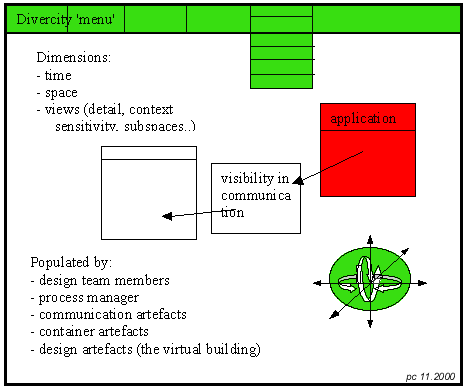 Divercity 'menu'
Dimensions:
- time
- space
- views (detail, context
sensitivity, subspaces,.)
application
visibility in
communica
tion
Populated by:
- design team members
- process manager
- communication artefacts
- container artefacts
- design artefacts (the virtual building)
pc 11.2000